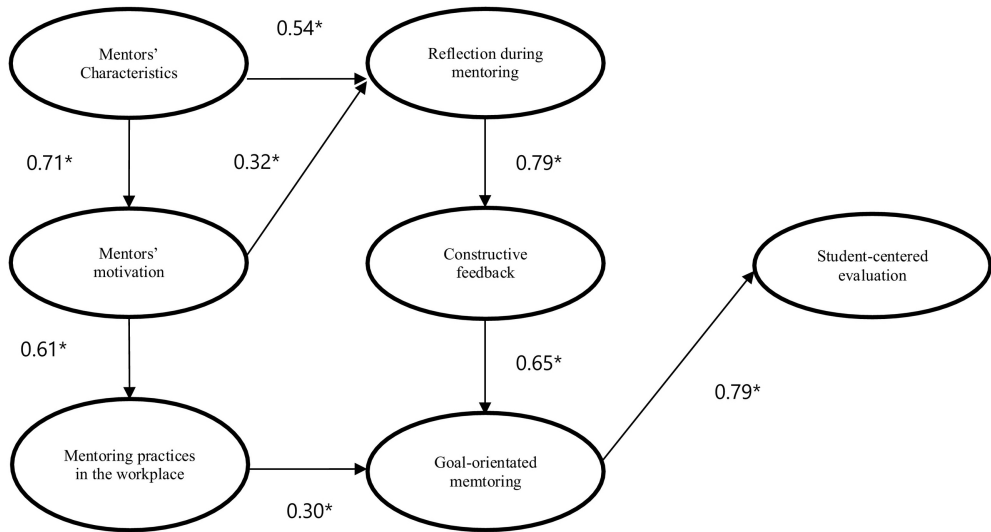 0.54*
Mentors'
Characteristics
Reflection during
mentoring
0.71*
0.32*
0.79*
Mentors'
motivation
Constructive
feedback
Student-centered
evaluation
0.61*
0.65*
0.79*
Mentoring practices
in the workplace
Goal-orientated
memtoring
0.30*